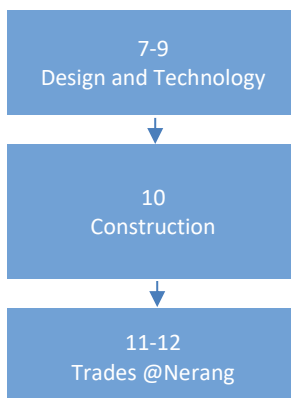 7-9
Design and Technology
10
Construction
11-12
Trades @Nerang